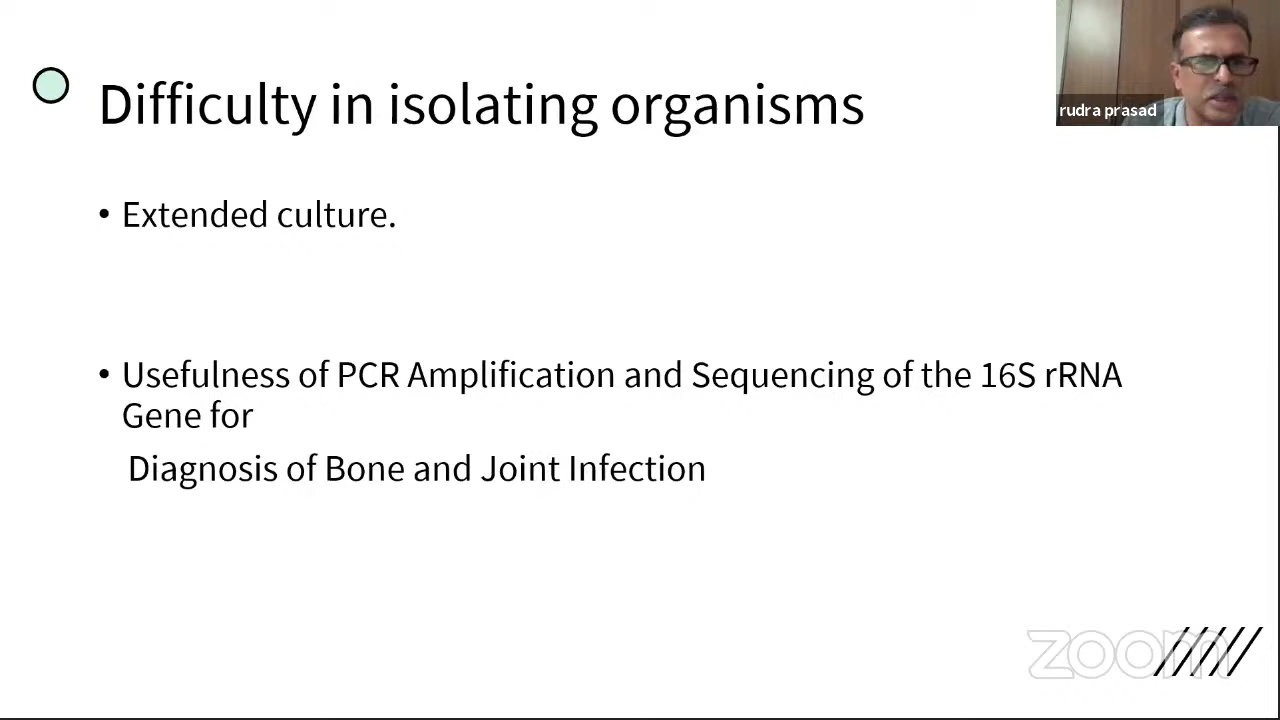 Difficulty in isolating organisms
rudra prasad
• Extended culture.
• Usefulness of PCR Amplification and Sequencing of the 16S rRNA
Gene for
Diagnosis of Bone and Joint Infection
zoom